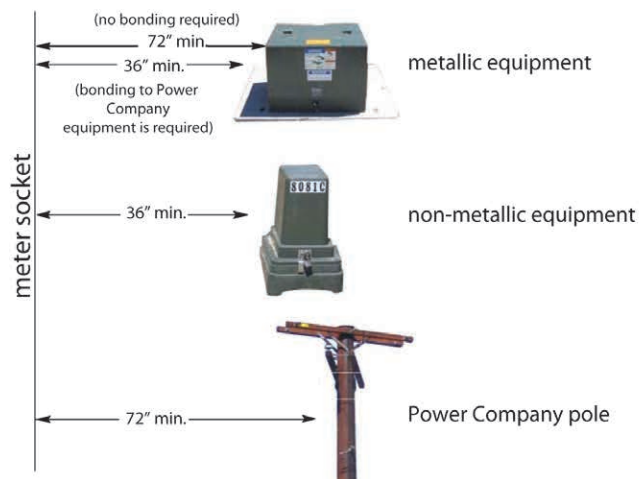 (no bonding required)
72" min.
36" min.
(bonding to Power
Company
equipment is required)
metallic equipment
meter socket
8081C
36" min.
non-metallic equipment
72" min.
Power Company pole